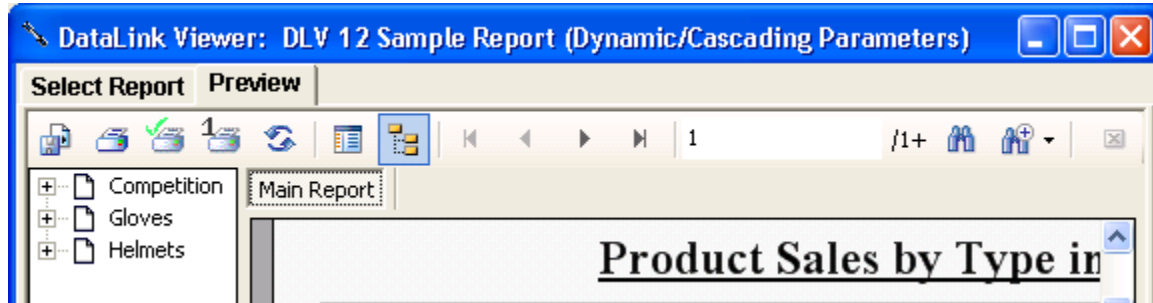 DataLink Viewer: DLV 12 Sample Report (Dynamic/Cascading Parameters)
Select Report Preview
1 1 /1+
Competition Main Report
Gloves
Helmets
Product Sales by Type in